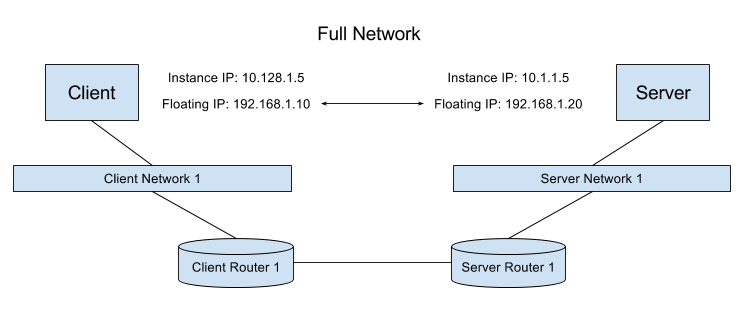 Full Network
Client
Instance IP: 10.128.1.5
Floating IP: 192.168.1.10
Instance IP: 10.1.1.5
Floating IP: 192.168.1.20
Server
Client Network 1
Server Network 1
Client Router 1
Server Router 1